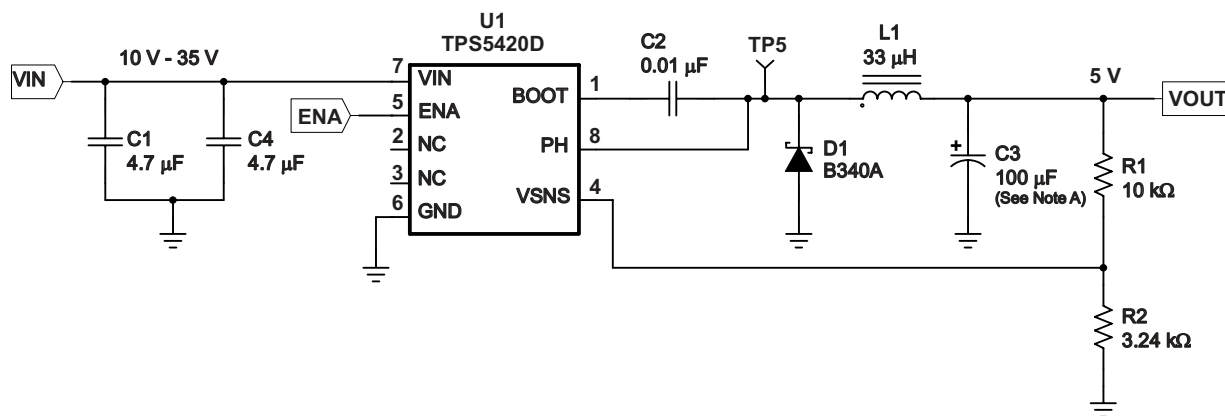 U1
TPS5420D
10 V - 35 V
VIN
C1
4.7 μF
C4
4.7 μF
ENA
7
5
2
3
6
VIN
ENA
NC
NC
GND
BOOT
PH
VSNS
1
8
4
C2
0.01 μF
TP5
L1
33 μH
D1
B340A
5 V
VOUT
+
C3
100 μF
(See Note A)
R1
10 kΩ
R2
3.24 kΩ